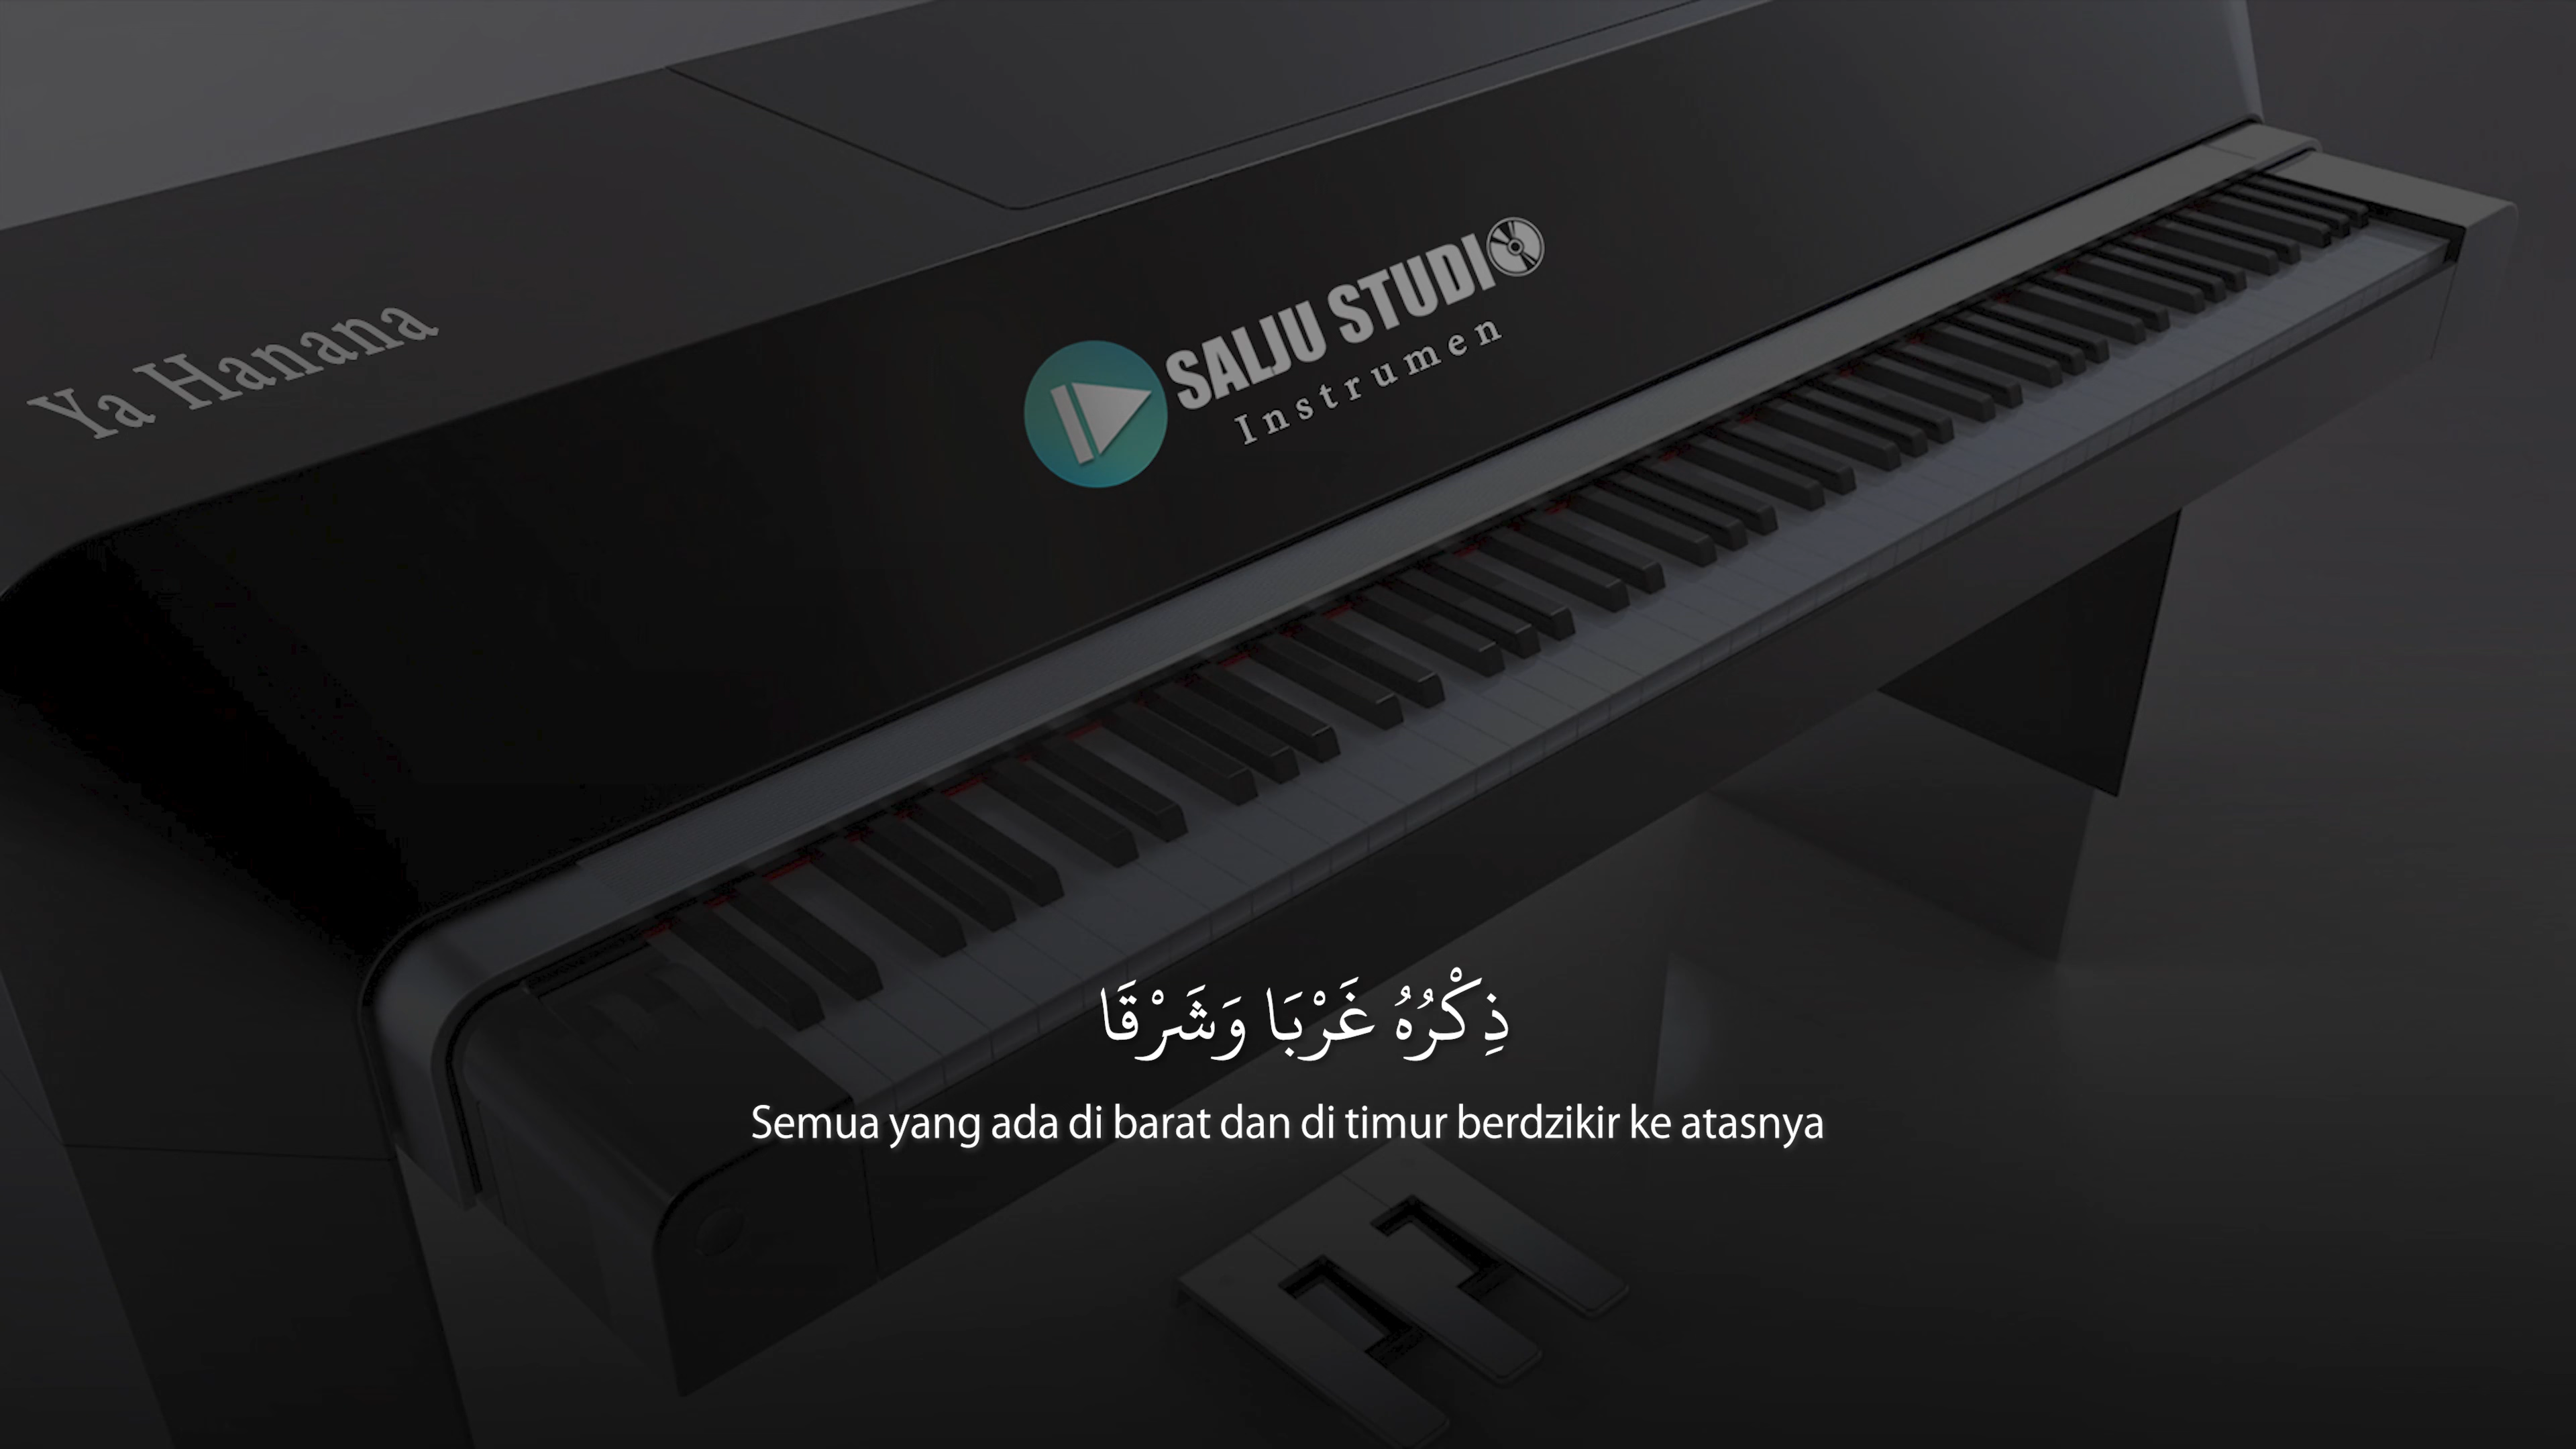 Ya Hanana
SALJU STUDIO
Instrumen
ذِكْرُهُ غَرْبَا وَشَرْقَا
Semua yang ada di barat dan di timur berdzikir ke atasnya